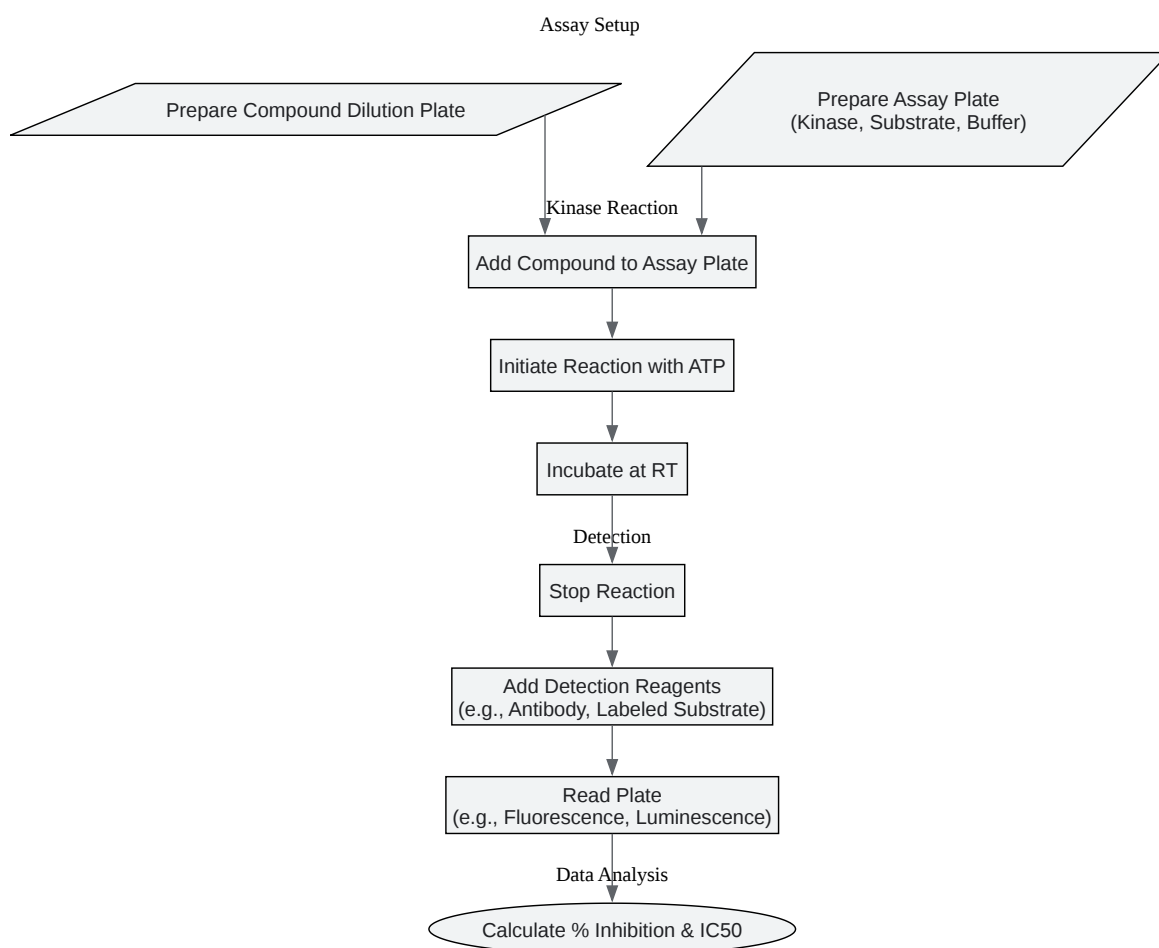 Assay Setup
Prepare Compound Dilution Plate
Prepare Assay Plate
(Kinase, Substrate, Buffer)
Kinase Reaction
Add Compound to Assay Plate
Initiate Reaction with ATP
Incubate at RT
Detection
Stop Reaction
Add Detection Reagents
(e.g., Antibody, Labeled Substrate)
Read Plate
(e.g., Fluorescence, Luminescence)
Data Analysis
Calculate % Inhibition & IC50